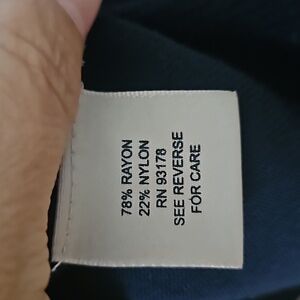 78% RAYON
22% NYLON
RN 93178
SEE REVERSE
FOR CARE